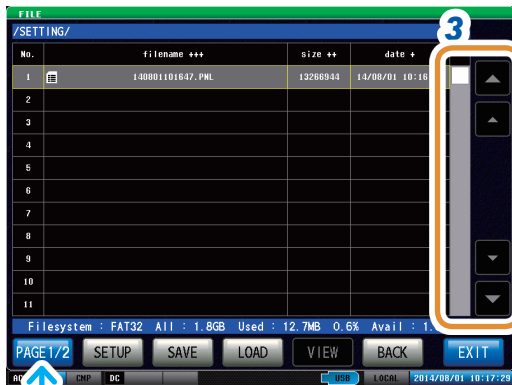 FILE
/SETTING/
3
No. filename +++ size ++ date +
1 140801101647.PNL 13266944 14/08/01 10:16
2
3
4
5
6
7
8
9
10
11
Filesystem : FAT32 All : 1.8GB Used : 12.7MB 0.6% Avail : 1.
PAGE1/2 SETUP SAVE LOAD VIEW BACK EXIT
CMP DC USB LOCAL 2014/08/01 10:17:29